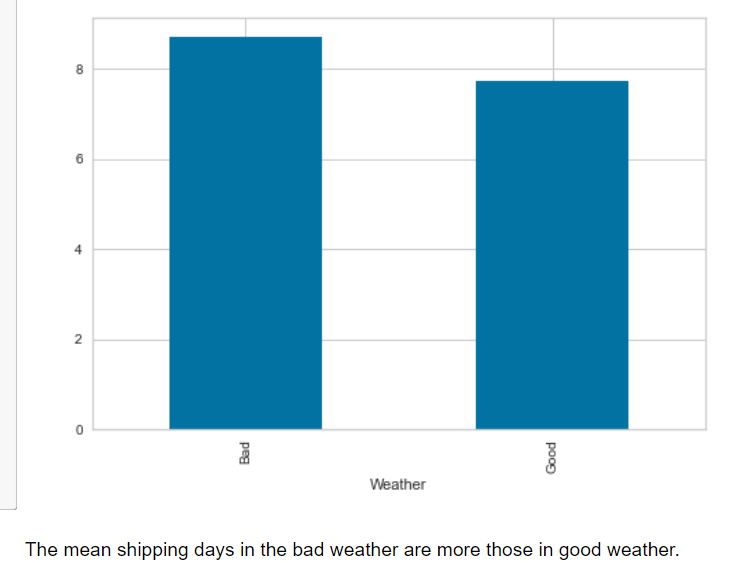 8
6
4
2
0
Bad
Good
Weather
The mean shipping days in the bad weather are more those in good weather.